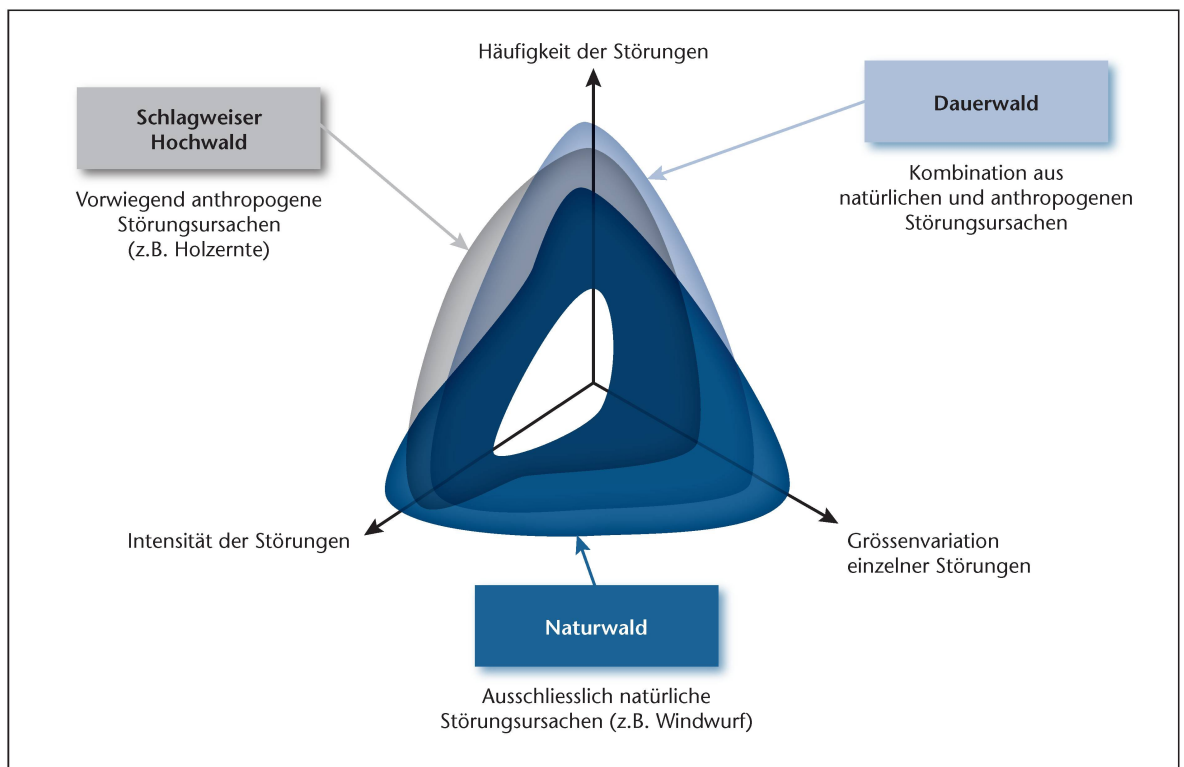 Häufigkeit der Störungen
Schlagweiser
Hochwald
Vorwiegend anthropogene
Störungsursachen
(z.B. Holzernte)
Dauerwald
Kombination aus
natürlichen und anthropogenen
Störungsursachen
Intensität der Störungen
Grössenvariation
einzelner Störungen
Naturwald
Ausschliesslich natürliche
Störungsursachen (z.B. Windwurf)